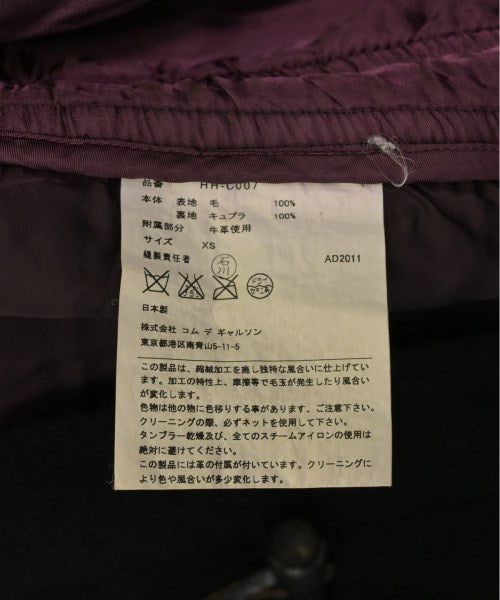 品番 HH-C007
本体 表地 毛 100%
裏地 キュプラ 100%
附属部分 牛革使用
サイズ XS
縫製責任者 石川 AD2011
日本製
株式会社 コム デ ギャルソン
東京都港区南青山5-11-5
この製品は、縮絨加工を施し独特な風合いに仕上げてい
ます。加工の特性上、摩擦等で毛玉が発生したり風合い
が変化します。
色物は他の物に色移りする事があります、ご注意下さい。
クリーニングの際、必ずネットを使用して下さい。
タンブラー乾燥及び、全てのスチームアイロンの使用は
絶対に避けてください。
この製品には革の付属が付いています。クリーニングに
より色や風合いが多少変化します。